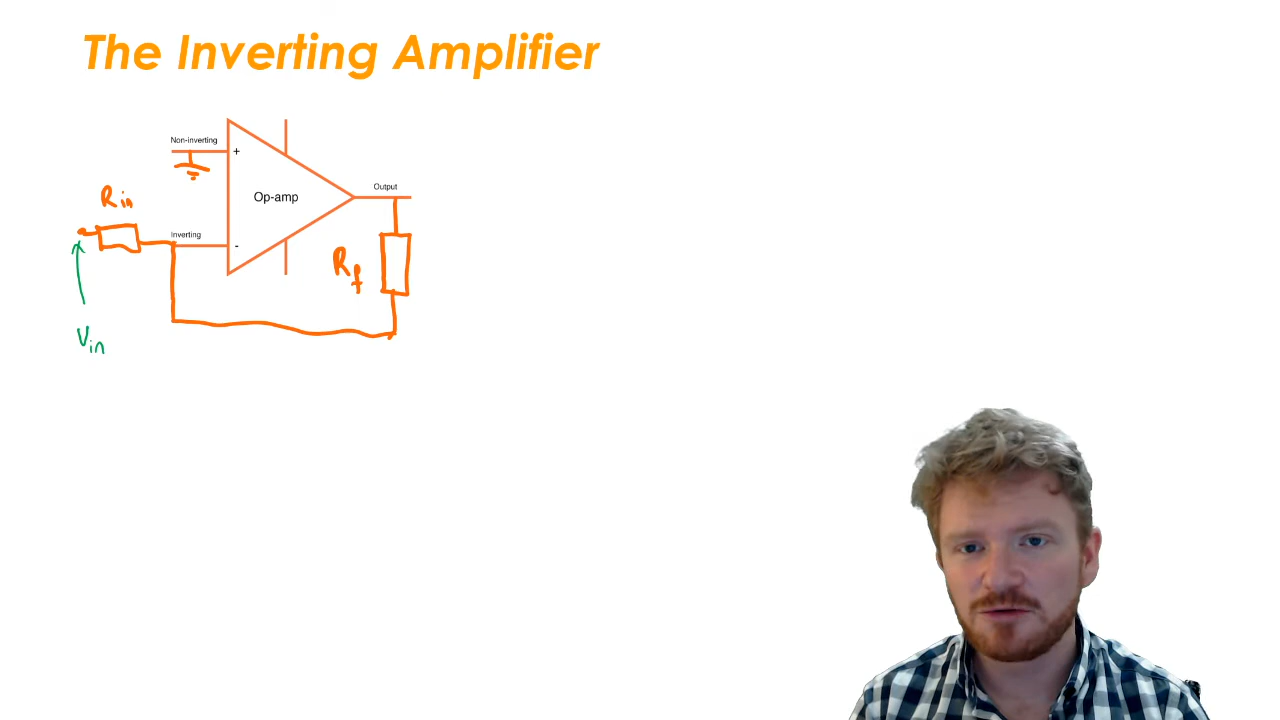 The Inverting Amplifier
Non-inverting
+
Output
Op-amp
Rin
Inverting
-
Rf
Vin